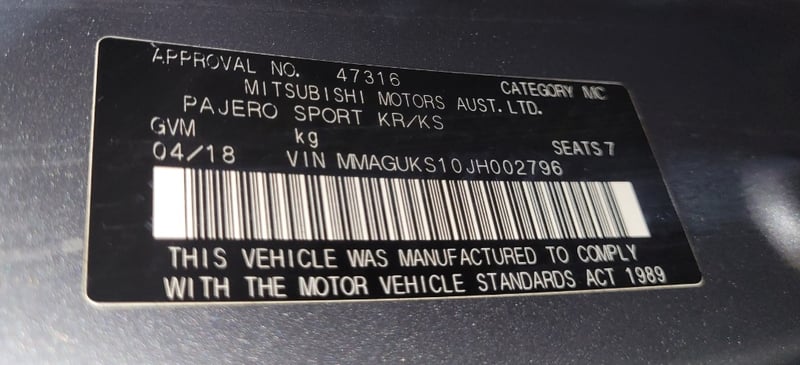 APPROVAL NO. 47316 CATEGORY MC
MITSUBISHI MOTORS AUST. LTD.
PAJERO SPORT KR/KS
GVM kg SEATS 7
04/18 VIN MMAGUKS10JH002796
THIS VEHICLE WAS MANUFACTURED TO COMPLY
WITH THE MOTOR VEHICLE STANDARDS ACT 1989